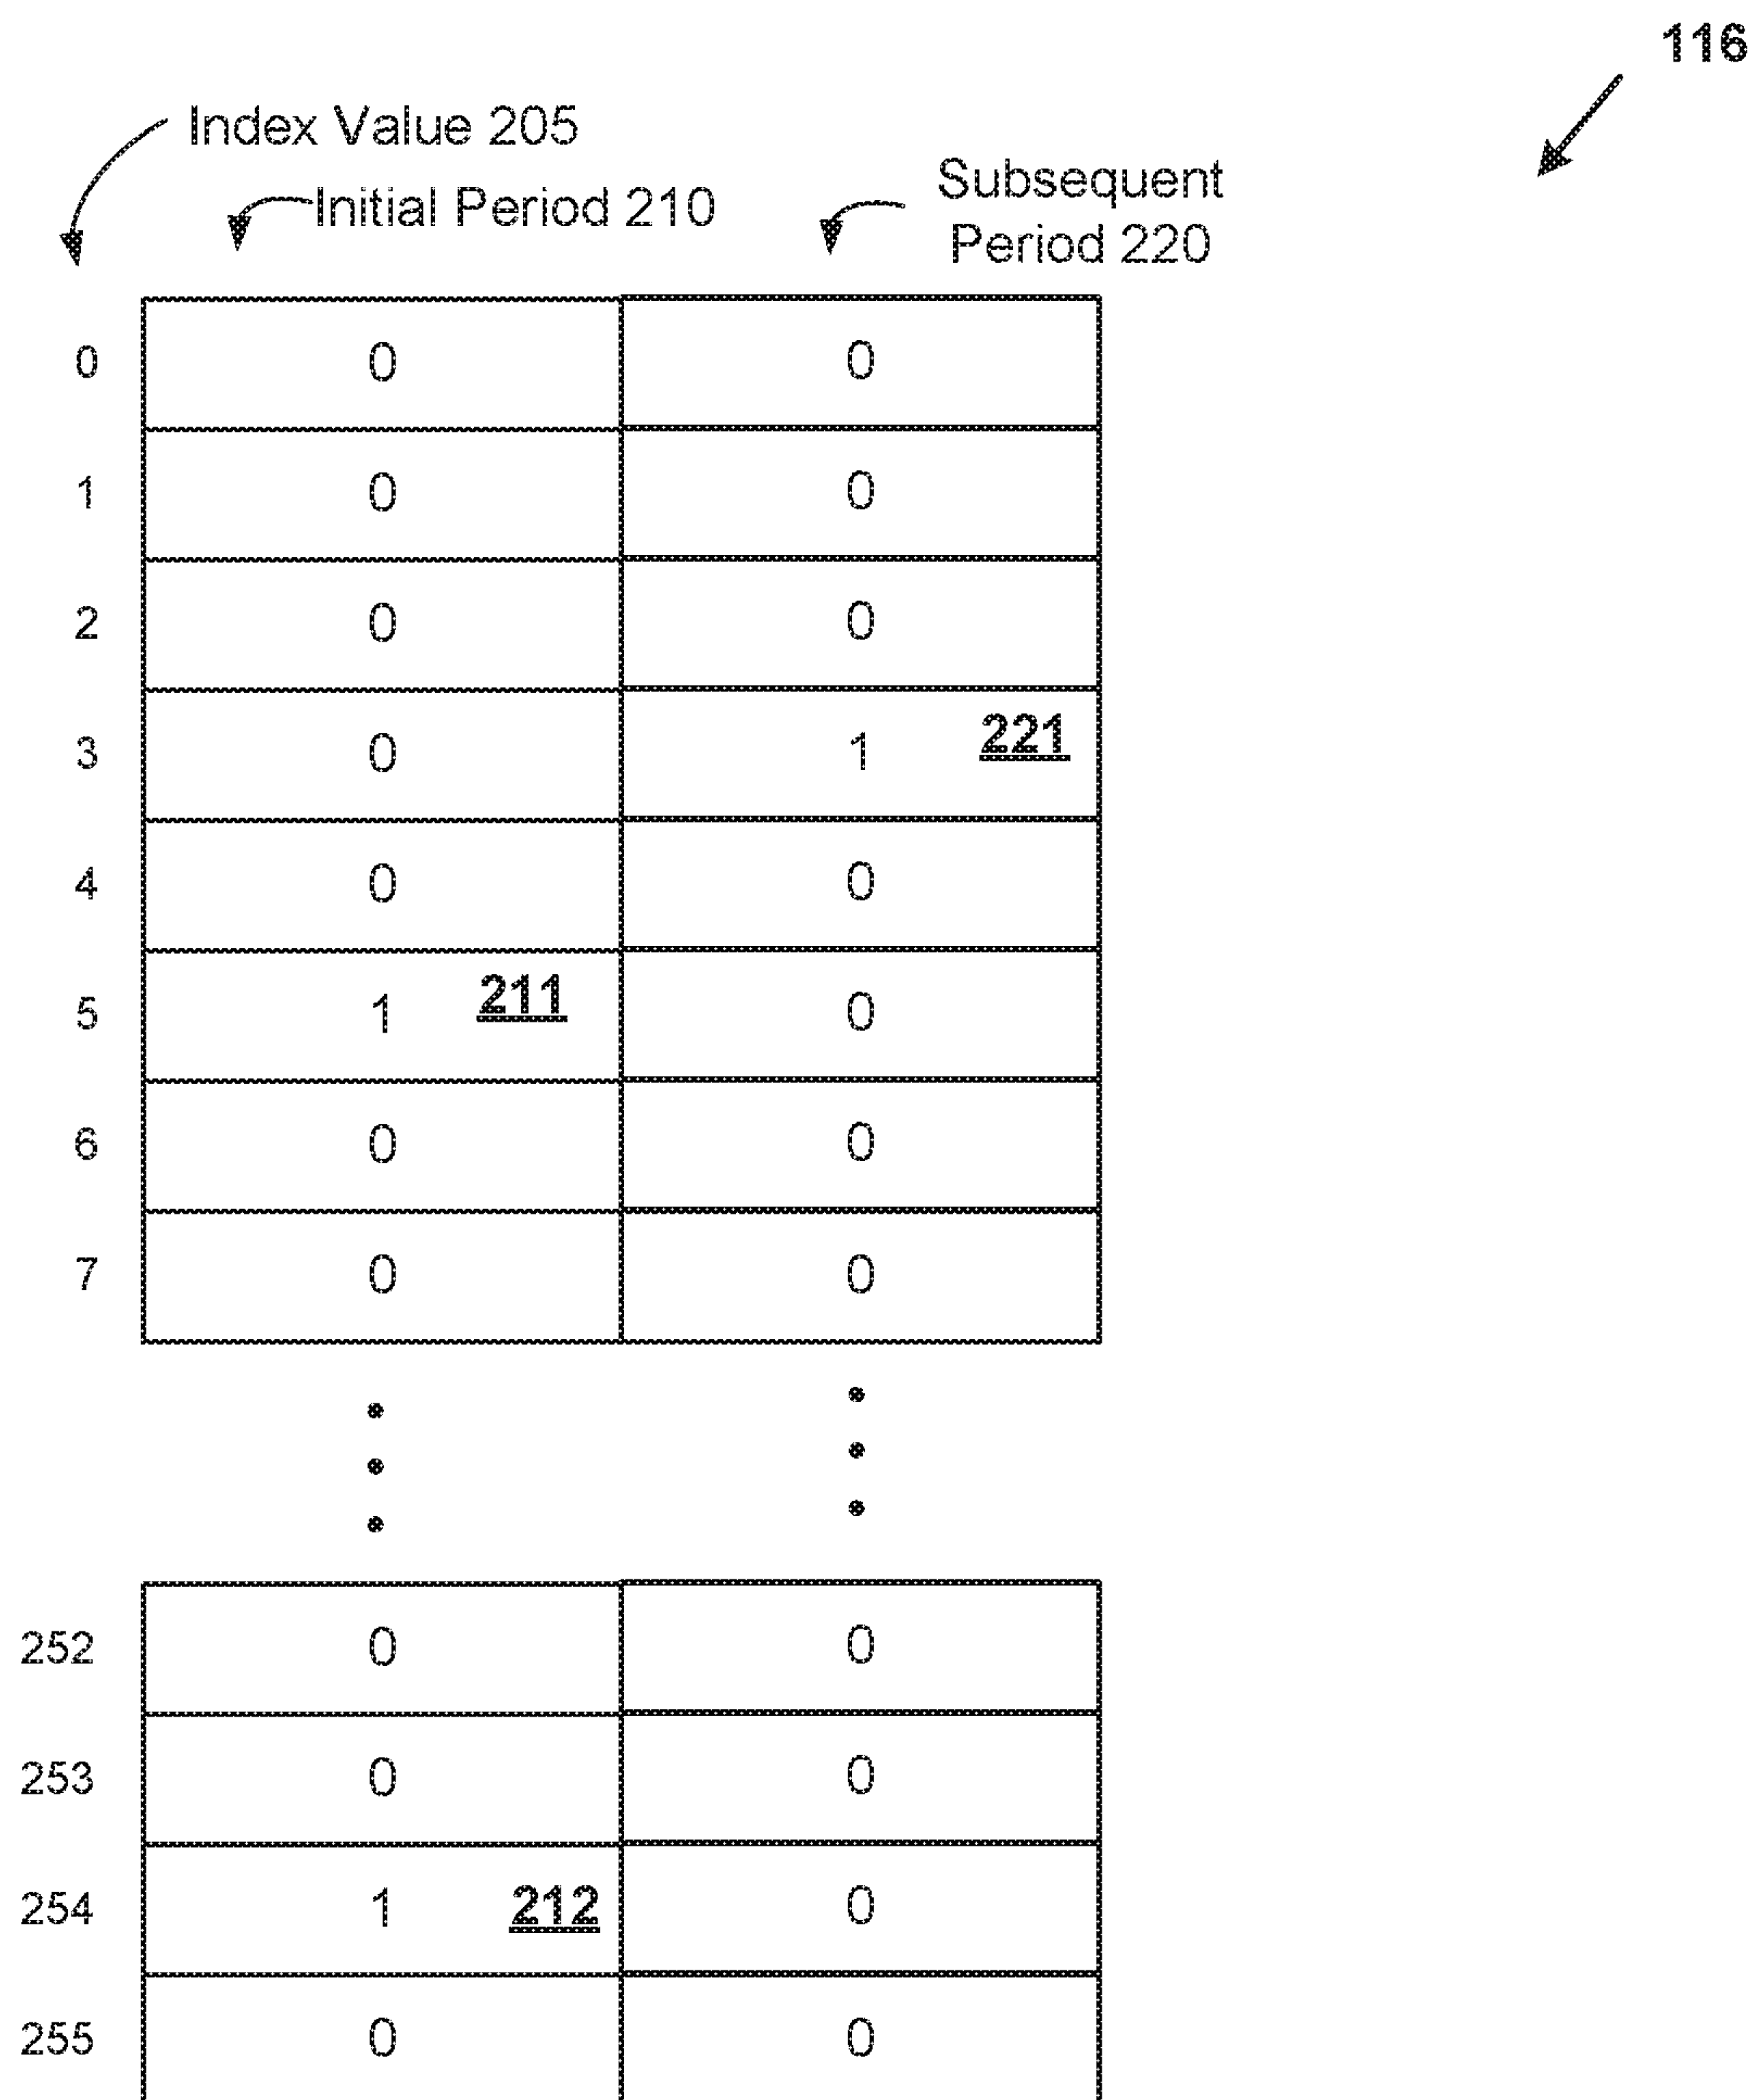 116
Index Value 205
Initial Period 210
Subsequent
Period 220
0 0 0
1 0 0
2 0 0
3 0 1 221
4 0 0
5 1 211 0
6 0 0
7 0 0
252 0 0
253 0 0
254 1 212 0
255 0 0